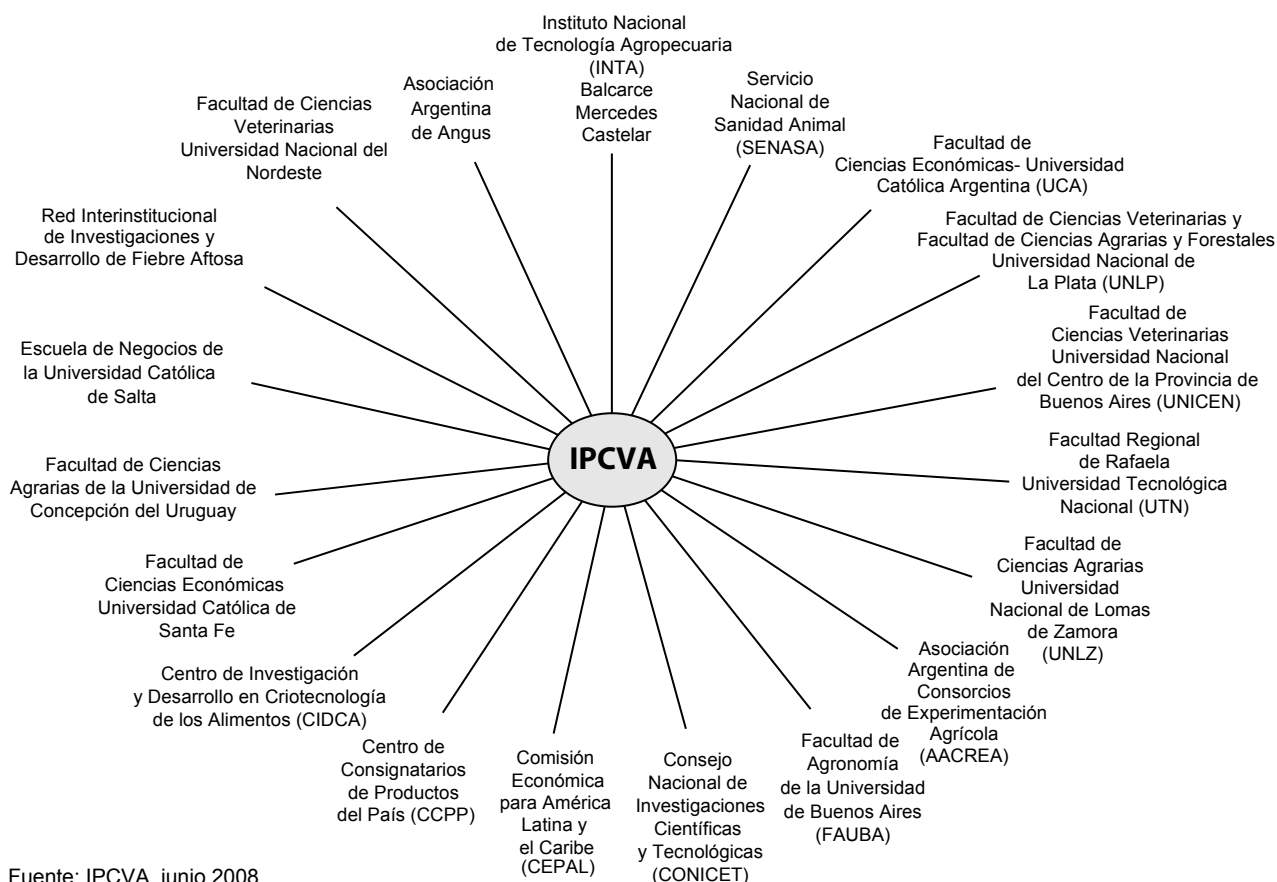 Instituto Nacional
de Tecnología Agropecuaria
(INTA)
Balcarce
Mercedes
Castelar
Servicio
Nacional de
Sanidad Animal
(SENASA)
Facultad de
Ciencias Económicas- Universidad
Católica Argentina (UCA)
Facultad de Ciencias Veterinarias y
Facultad de Ciencias Agrarias y Forestales
Universidad Nacional de
La Plata (UNLP)
Facultad de
Ciencias Veterinarias
Universidad Nacional
del Centro de la Provincia de
Buenos Aires (UNICEN)
Facultad Regional
de Rafaela
Universidad Tecnológica
Nacional (UTN)
Facultad de
Ciencias Agrarias
Universidad
Nacional de Lomas
de Zamora
(UNLZ)
Asociación
Argentina de
Consorcios
de Experimentación
Agrícola
(AACREA)
Facultad de
Agronomía
de la Universidad
de Buenos Aires
(FAUBA)
Consejo
Nacional de
Investigaciones
Científicas
y Tecnológicas
(CONICET)
Comisión
Económica
para América
Latina y
el Caribe
(CEPAL)
Centro de
Consignatarios
de Productos
del País (CCPP)
Centro de Investigación
y Desarrollo en Criotecnología
de los Alimentos (CIDCA)
Facultad de
Ciencias Económicas
Universidad Católica de
Santa Fe
Facultad de Ciencias
Agrarias de la Universidad de
Concepción del Uruguay
Escuela de Negocios de
la Universidad Católica
de Salta
Red Interinstitucional
de Investigaciones y
Desarrollo de Fiebre Aftosa
Facultad de Ciencias
Veterinarias
Universidad Nacional del
Nordeste
Asociación
Argentina
de Angus
IPCVA
Fuente: IPCVA, junio 2008